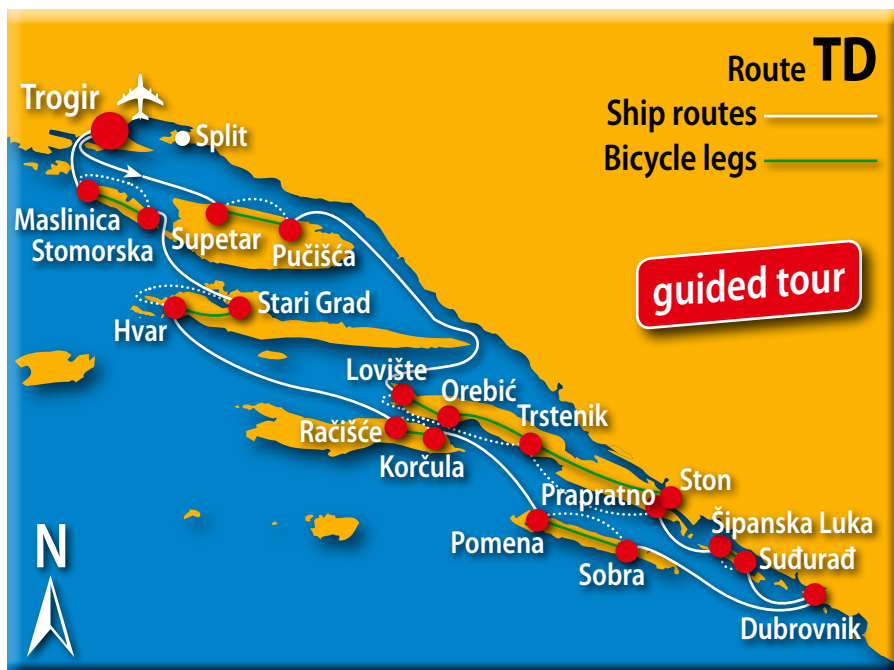 Route TD
Ship routes
Bicycle legs
Trogir
Split
Maslinica
Stomorska
Supetar
Pučišća
guided tour
Hvar
Stari Grad
Lovište
Orebić
Trstenik
Račišće
Korčula
Ston
Prapratno
Šipanska Luka
Suđurađ
Pomena
Sobra
Dubrovnik
N